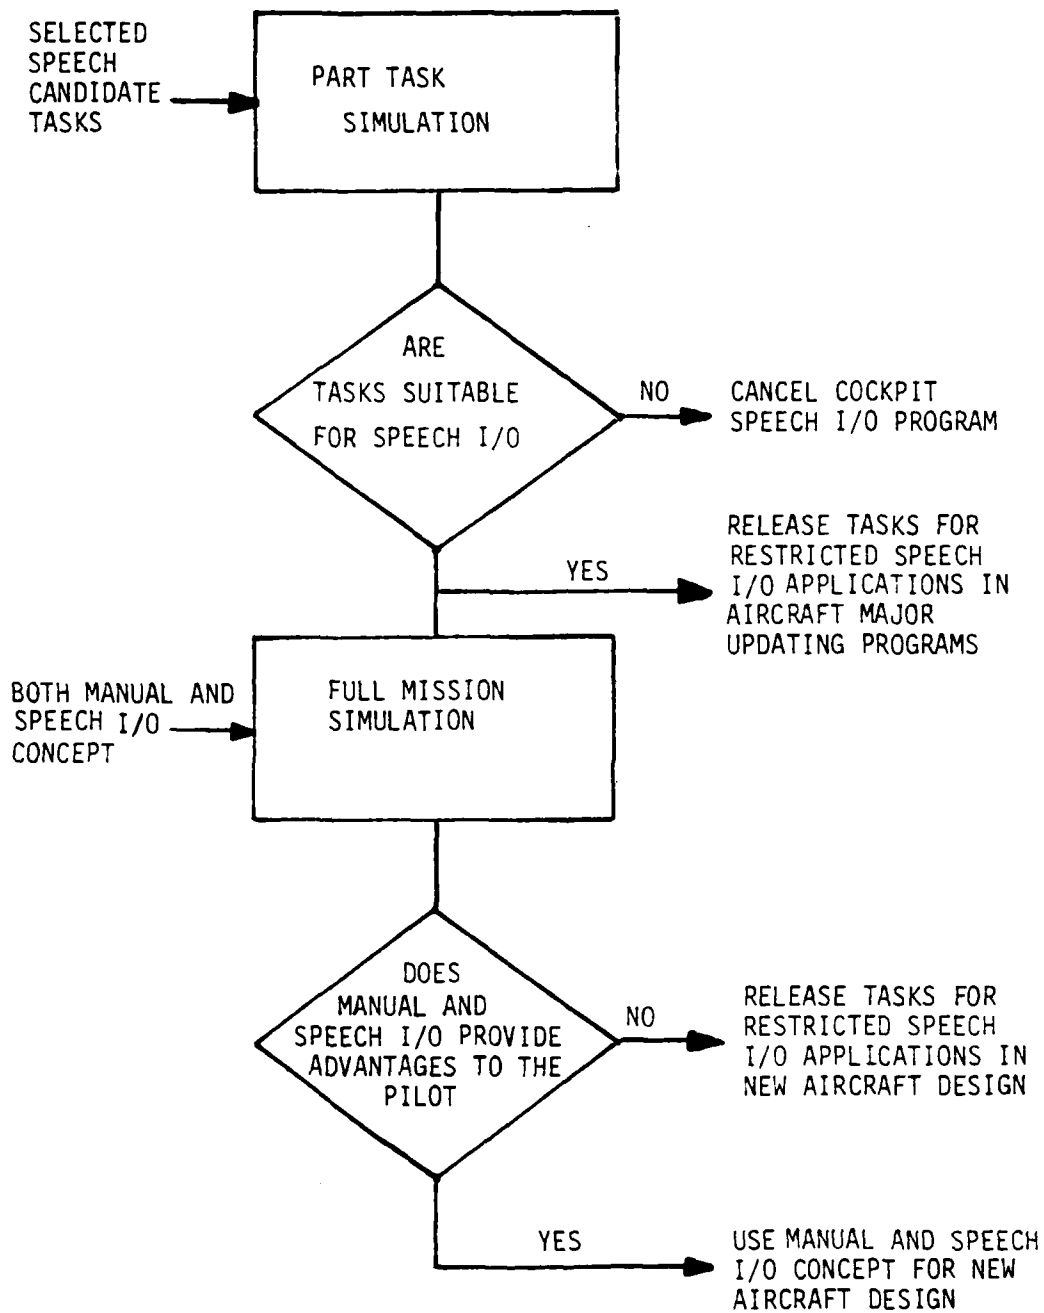 SELECTED
SPEECH
CANDIDATE
TASKS
PART TASK
SIMULATION
ARE
TASKS SUITABLE
FOR SPEECH I/O
NO
CANCEL COCKPIT
SPEECH I/O PROGRAM
YES
RELEASE TASKS FOR
RESTRICTED SPEECH
I/O APPLICATIONS IN
AIRCRAFT MAJOR
UPDATING PROGRAMS
BOTH MANUAL AND
SPEECH I/O
CONCEPT
FULL MISSION
SIMULATION
DOES
MANUAL AND
SPEECH I/O PROVIDE
ADVANTAGES TO THE
PILOT
NO
RELEASE TASKS FOR
RESTRICTED SPEECH
I/O APPLICATIONS IN
NEW AIRCRAFT DESIGN
YES
USE MANUAL AND SPEECH
I/O CONCEPT FOR NEW
AIRCRAFT DESIGN